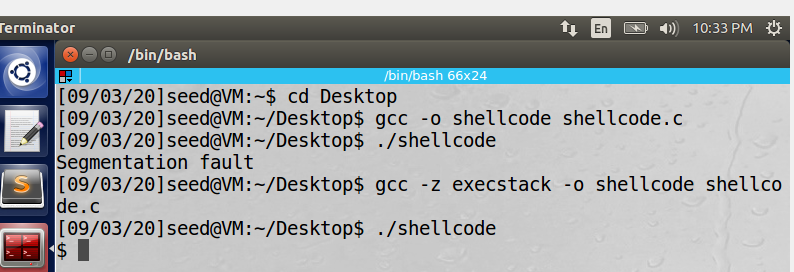 Terminator
En
10:33 PM
/bin/bash
/bin/bash 66x24
[09/03/20]seed@VM:~$ cd Desktop
[09/03/20]seed@VM:~/Desktop$ gcc -o shellcode shellcode.c
[09/03/20]seed@VM:~/Desktop$ ./shellcode
Segmentation fault
[09/03/20]seed@VM:~/Desktop$ gcc -z execstack -o shellcode shellco
de.c
[09/03/20]seed@VM:~/Desktop$ ./shellcode
$